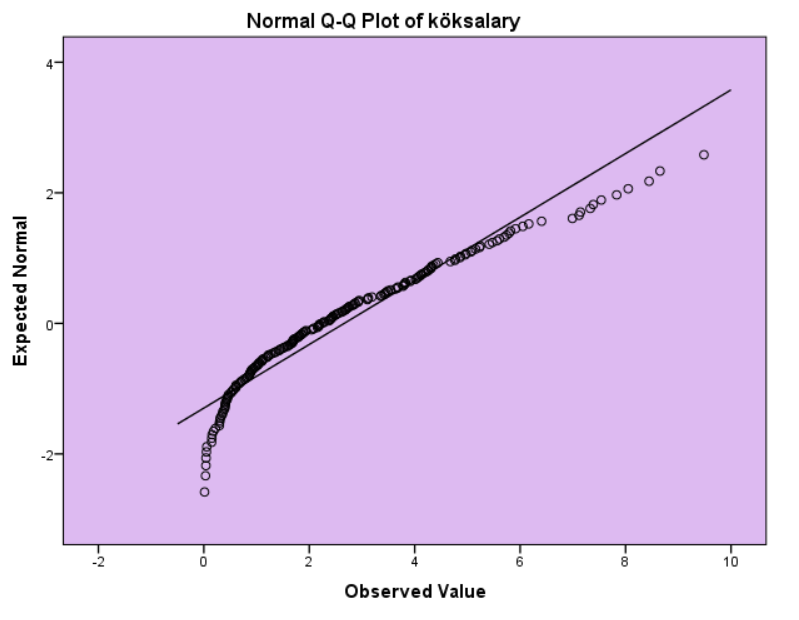 Normal Q-Q Plot of köksalary
4
2
0
-2
Expected Normal
-2 0 2 4 6 8 10
Observed Value